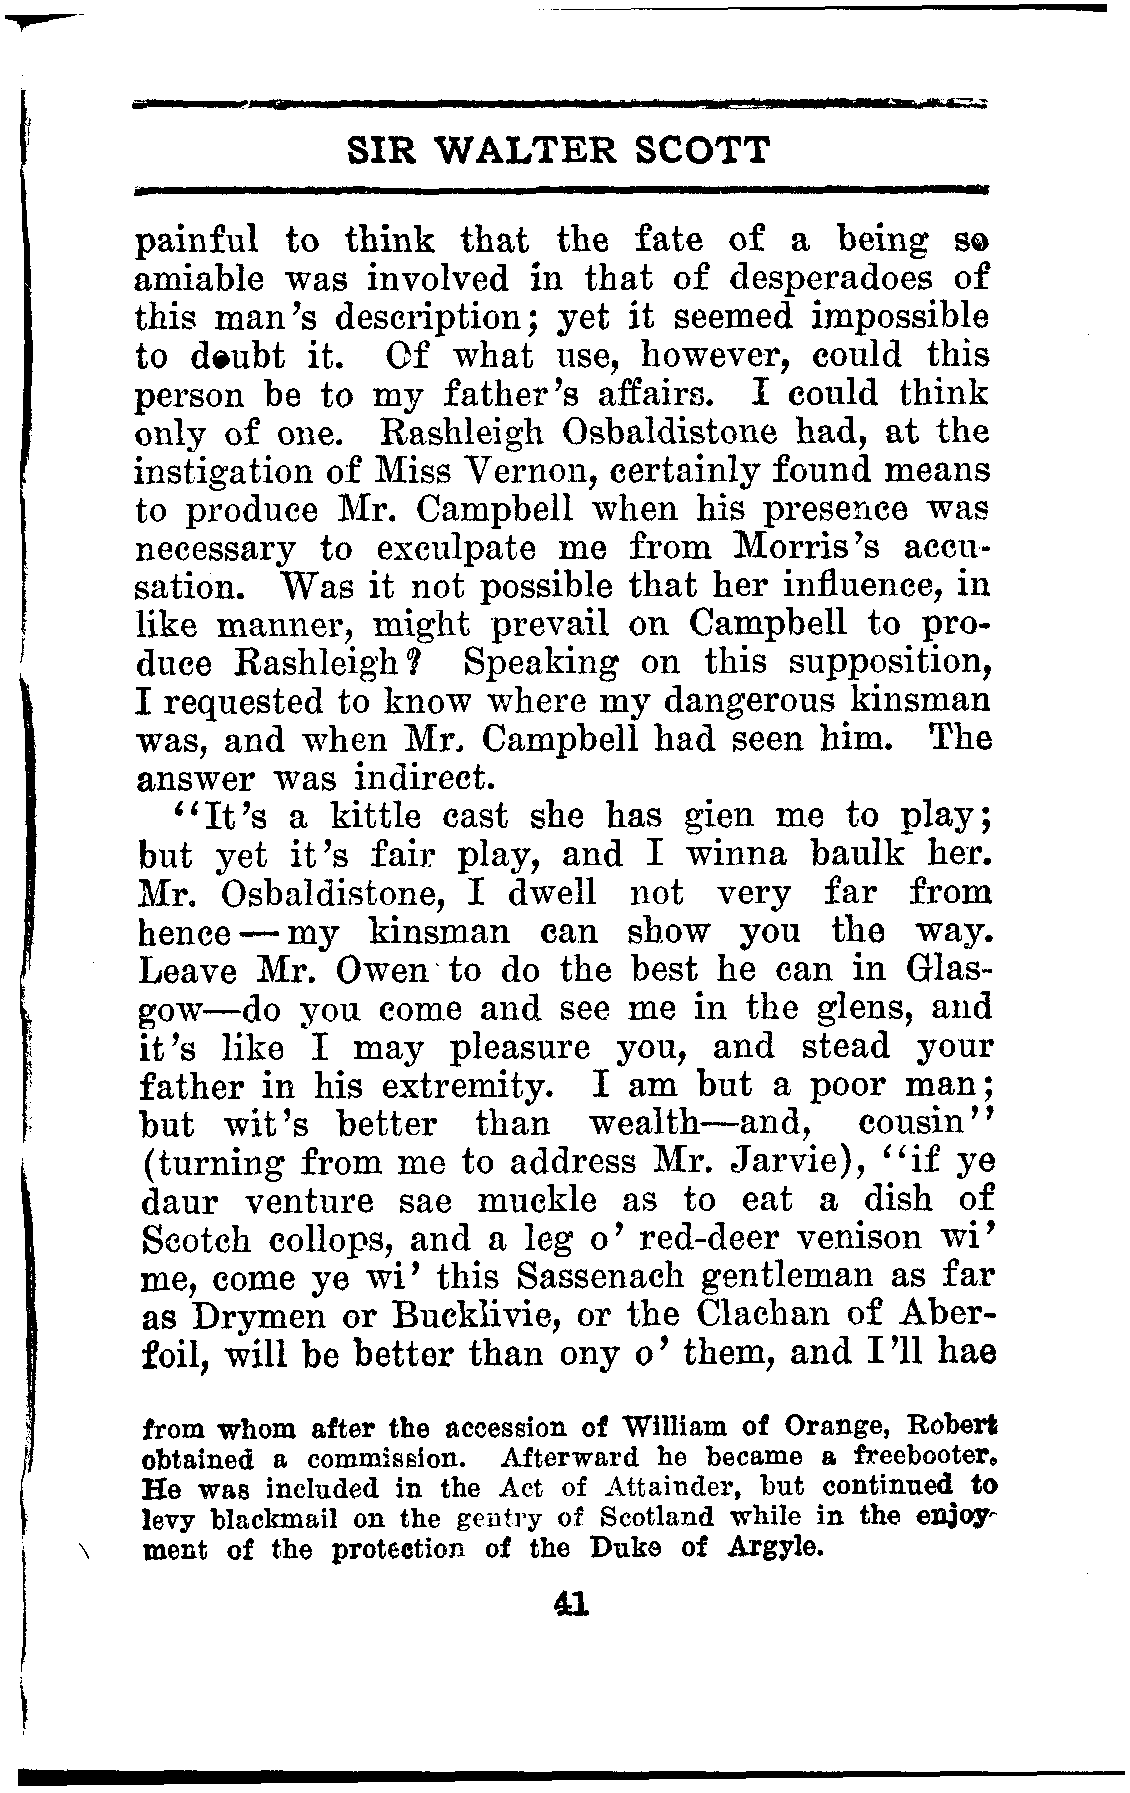 SIR WALTER SCOTT
painful to think that the fate of a being so
amiable was involved in that of desperadoes of
this man's description; yet it seemed impossible
to doubt it. Of what use, however, could this
person be to my father's affairs. I could think
only of one. Rashleigh Osbaldistone had, at the
instigation of Miss Vernon, certainly found means
to produce Mr. Campbell when his presence was
necessary to exculpate me from Morris's accu-
sation. Was it not possible that her influence, in
like manner, might prevail on Campbell to pro-
duce Rashleigh? Speaking on this supposition,
I requested to know where my dangerous kinsman
was, and when Mr. Campbell had seen him. The
answer was indirect.
"It's a kittle cast she has gien me to play;
but yet it's fair play, and I winna baulk her.
Mr. Osbaldistone, I dwell not very far from
hence—my kinsman can show you the way.
Leave Mr. Owen to do the best he can in Glas-
gow—do you come and see me in the glens, and
it's like I may pleasure you, and stead your
father in his extremity. I am but a poor man;
but wit's better than wealth—and, cousin"
(turning from me to address Mr. Jarvie), "if ye
daur venture sae muckle as to eat a dish of
Scotch collops, and a leg o' red-deer venison wi'
me, come ye wi' this Sassenach gentleman as far
as Drymen or Bucklivie, or the Clachan of Aber-
foil, will be better than ony o' them, and I'll hae
from whom after the accession of William of Orange, Robert
obtained a commission. Afterward he became a freebooter.
He was included in the Act of Attainder, but continued to
levy blackmail on the gentry of Scotland while in the enjoy-
ment of the protection of the Duke of Argyle.
41